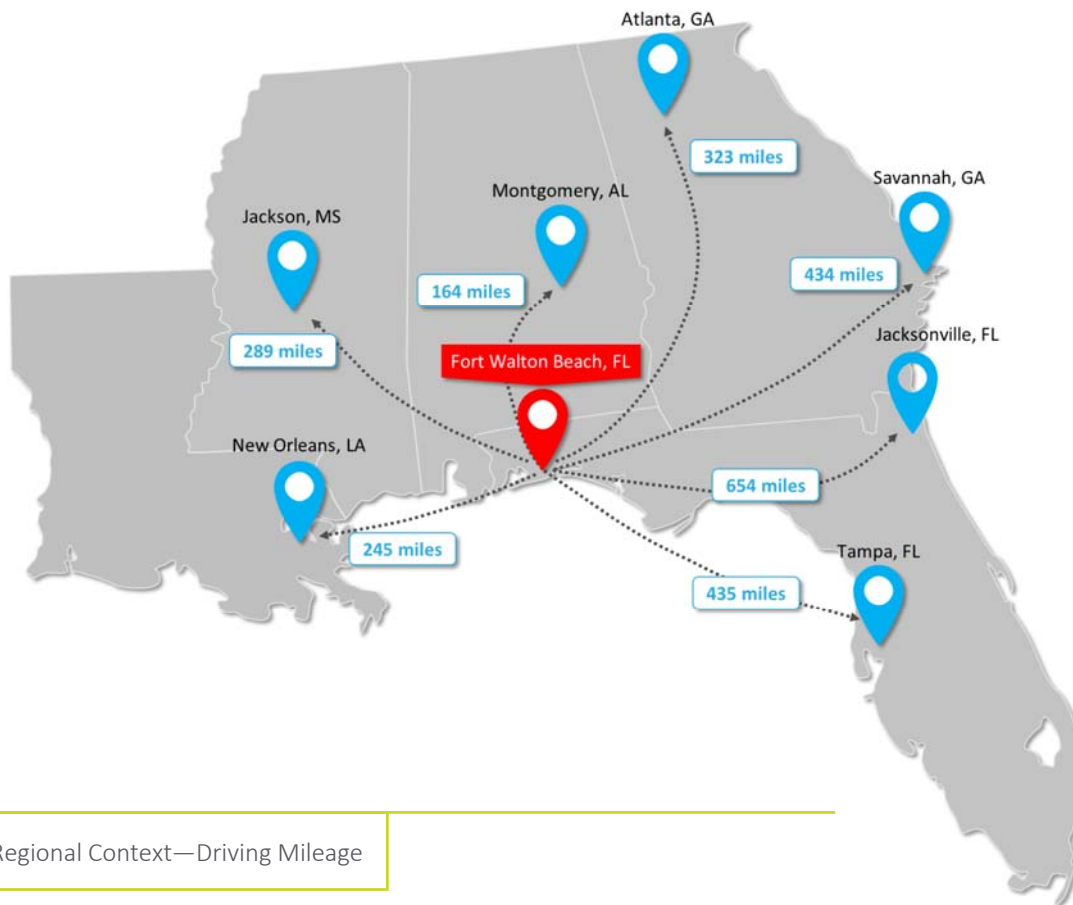 Atlanta, GA
323 miles
Savannah, GA
Montgomery, AL
Jackson, MS
434 miles
164 miles
Jacksonville, FL
289 miles
Fort Walton Beach, FL
New Orleans, LA
654 miles
245 miles
Tampa, FL
435 miles
Regional Context—Driving Mileage